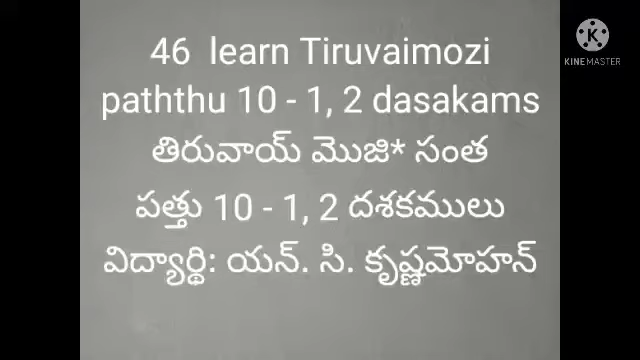 KINEMASTER
46 learn Tiruvaimozi
paththu 10 - 1, 2 dasakams
తిరువాయ్ మొజి* సంత
పత్తు 10 - 1, 2 దశకములు
విద్యార్థి: యన్. సి. కృష్ణమోహన్